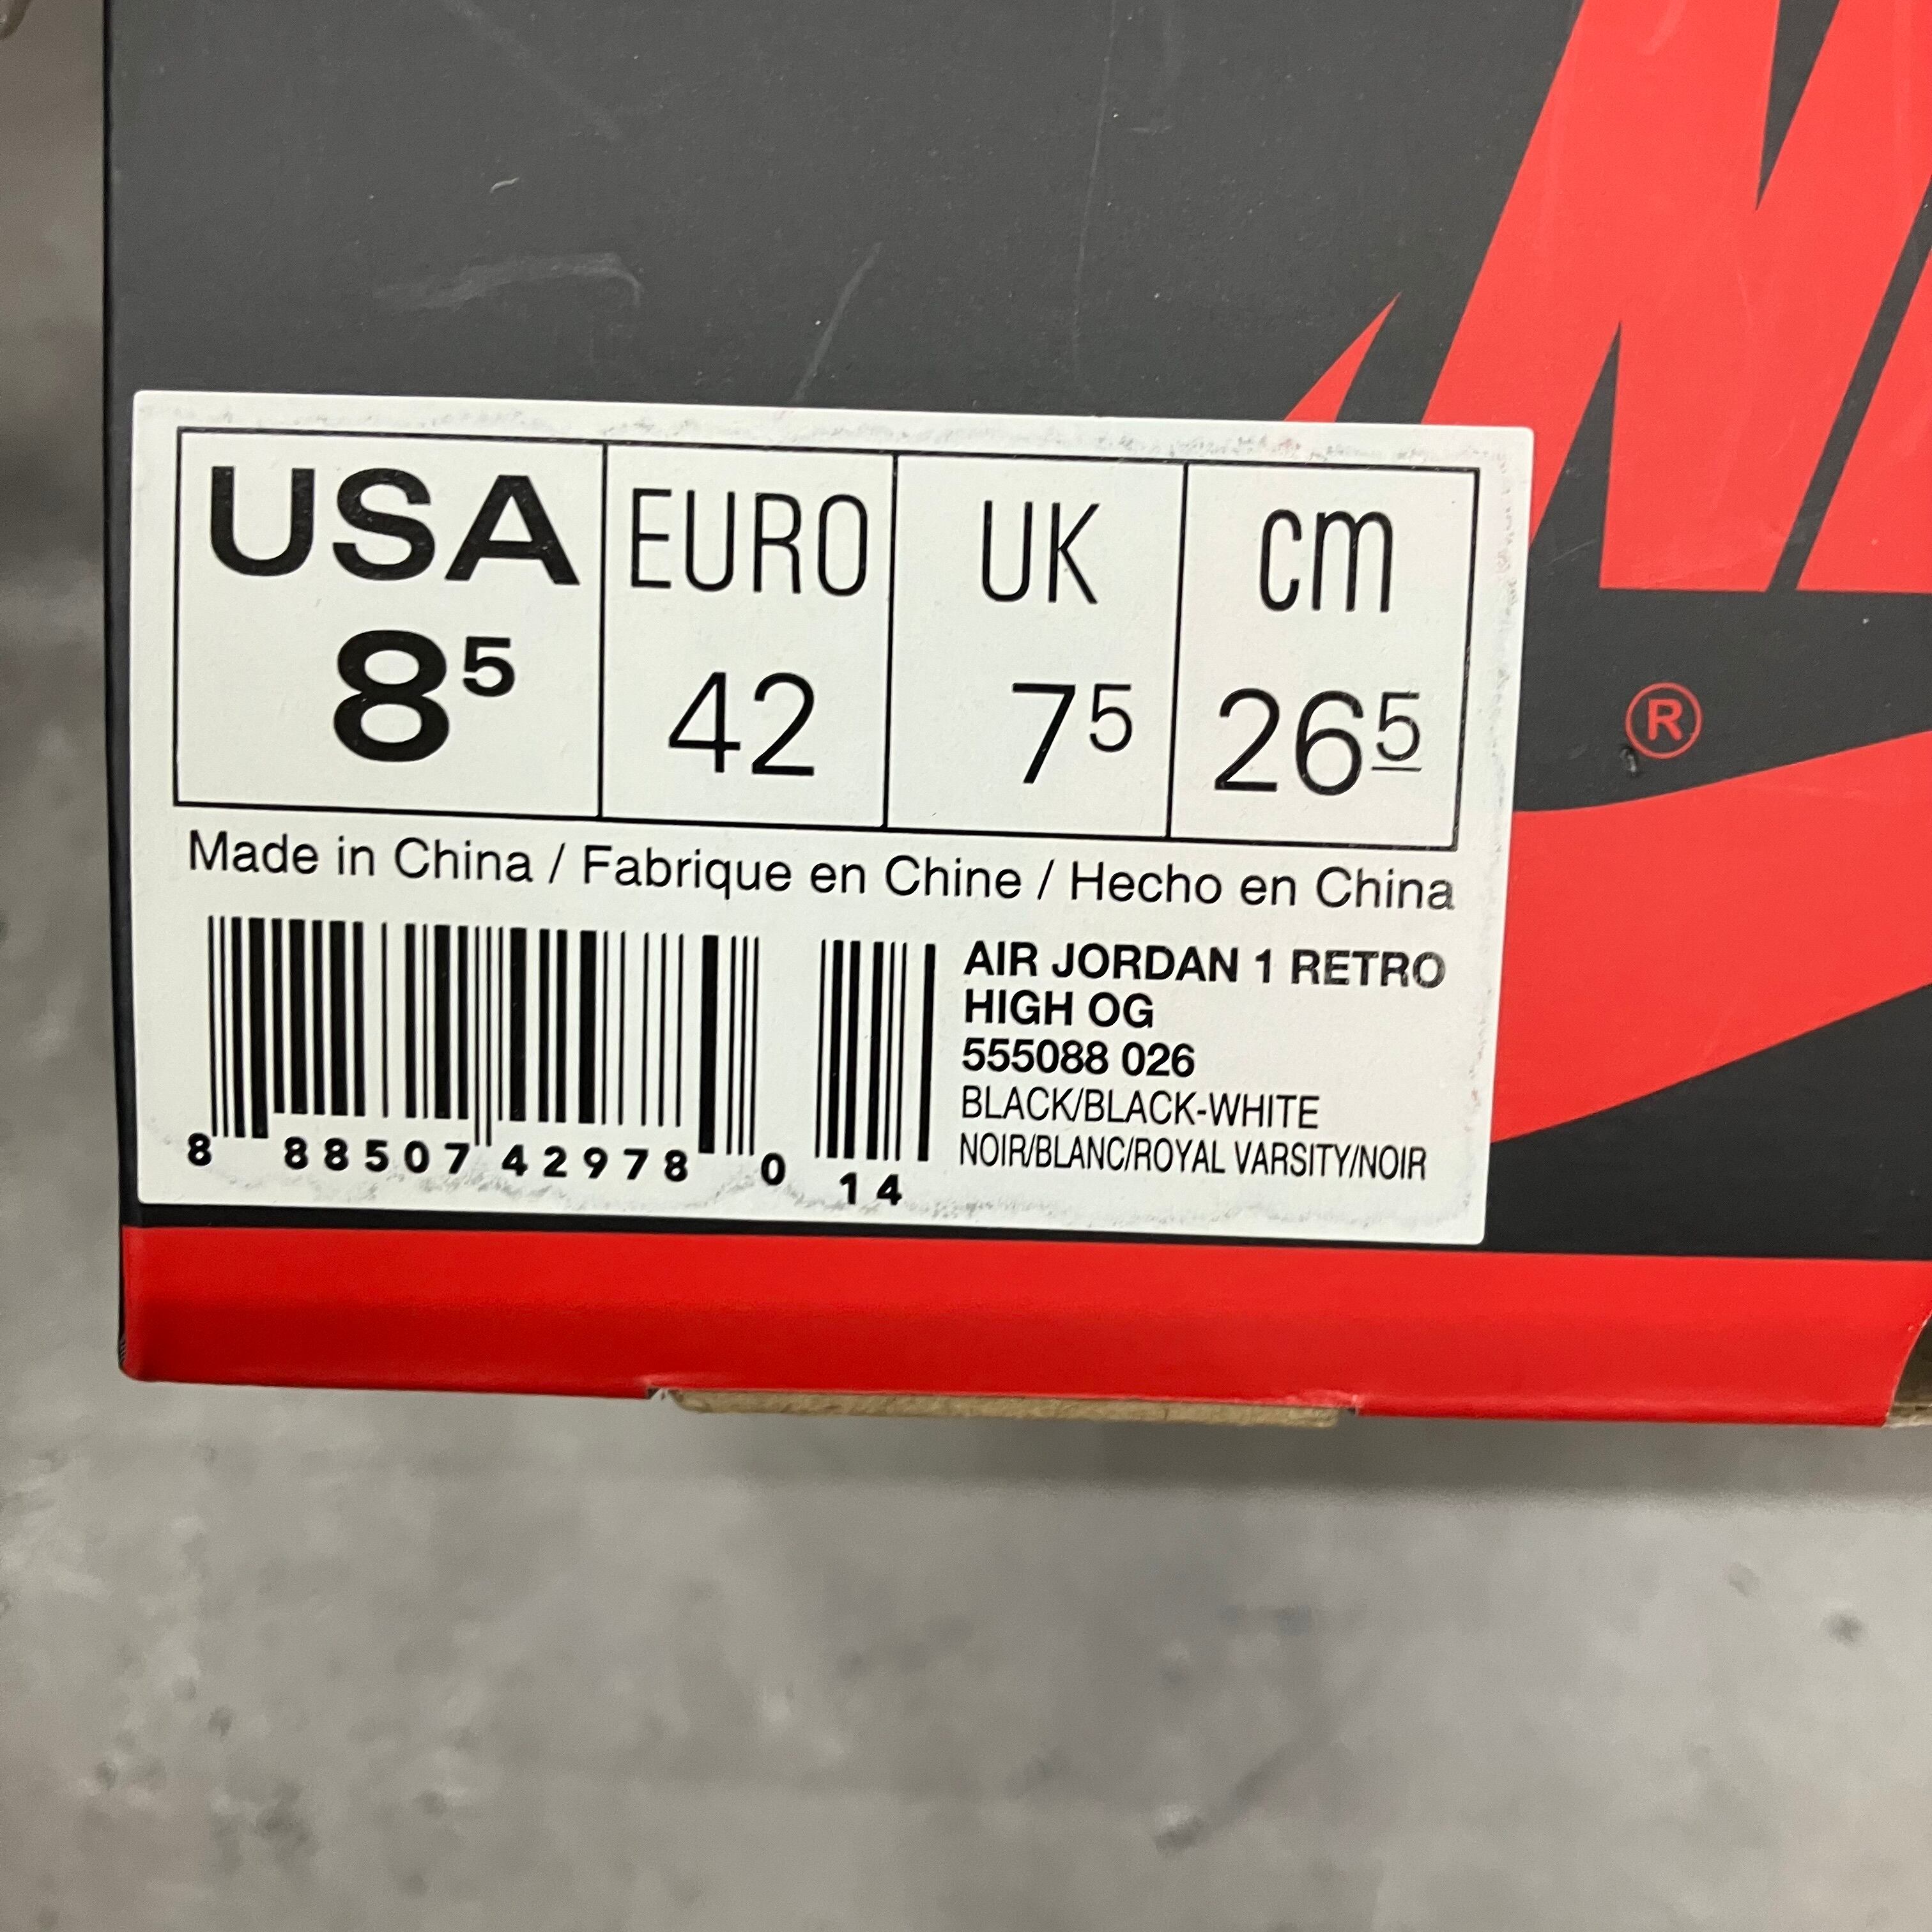 USA EURO UK cm
8⁵ 42 7⁵ 26⁵
Made in China / Fabrique en Chine / Hecho en China
AIR JORDAN 1 RETRO
HIGH OG
555088 026
BLACK/BLACK-WHITE
NOIR/BLANC/ROYAL VARSITY/NOIR
8 88507 42978 0 14
®